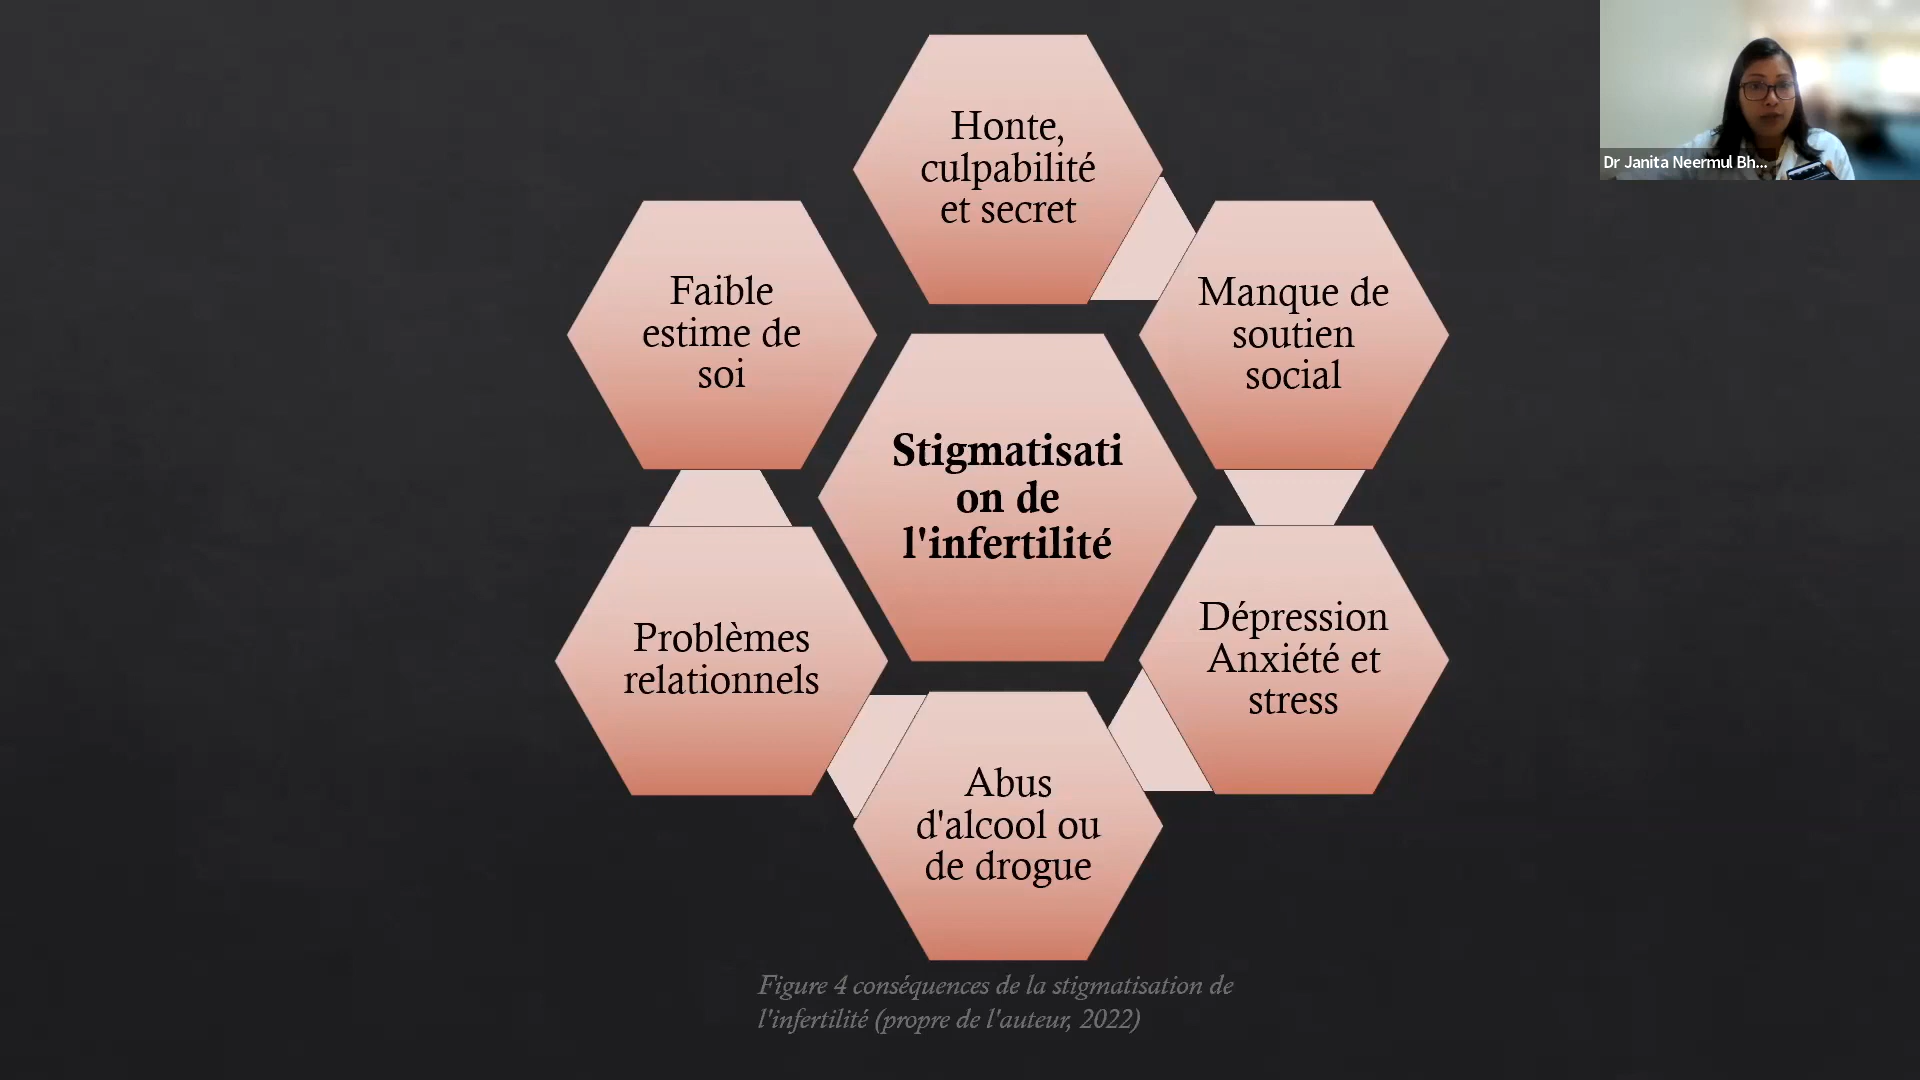 Honte,
culpabilité
et secret
Dr Janita Neermul Bh...
Faible
estime de
soi
Manque de
soutien
social
Stigmatisati
on de
l'infertilité
Problèmes
relationnels
Dépression
Anxiété et
stress
Abus
d'alcool ou
de drogue
Figure 4 conséquences de la stigmatisation de
l'infertilité (propre de l'auteur, 2022)